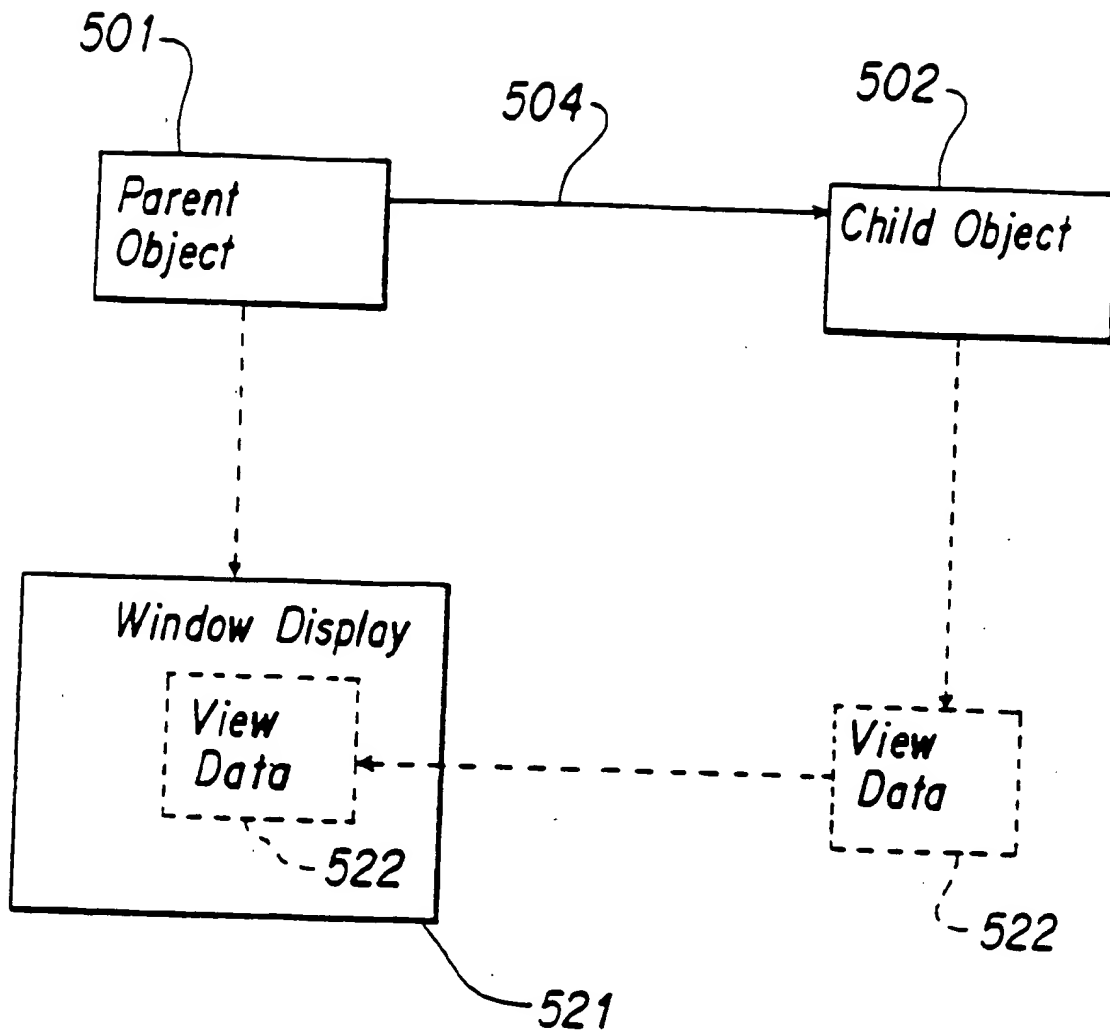 501
504
502
Parent
Object
Child Object
Window Display
View
Data
522
View
Data
522
521